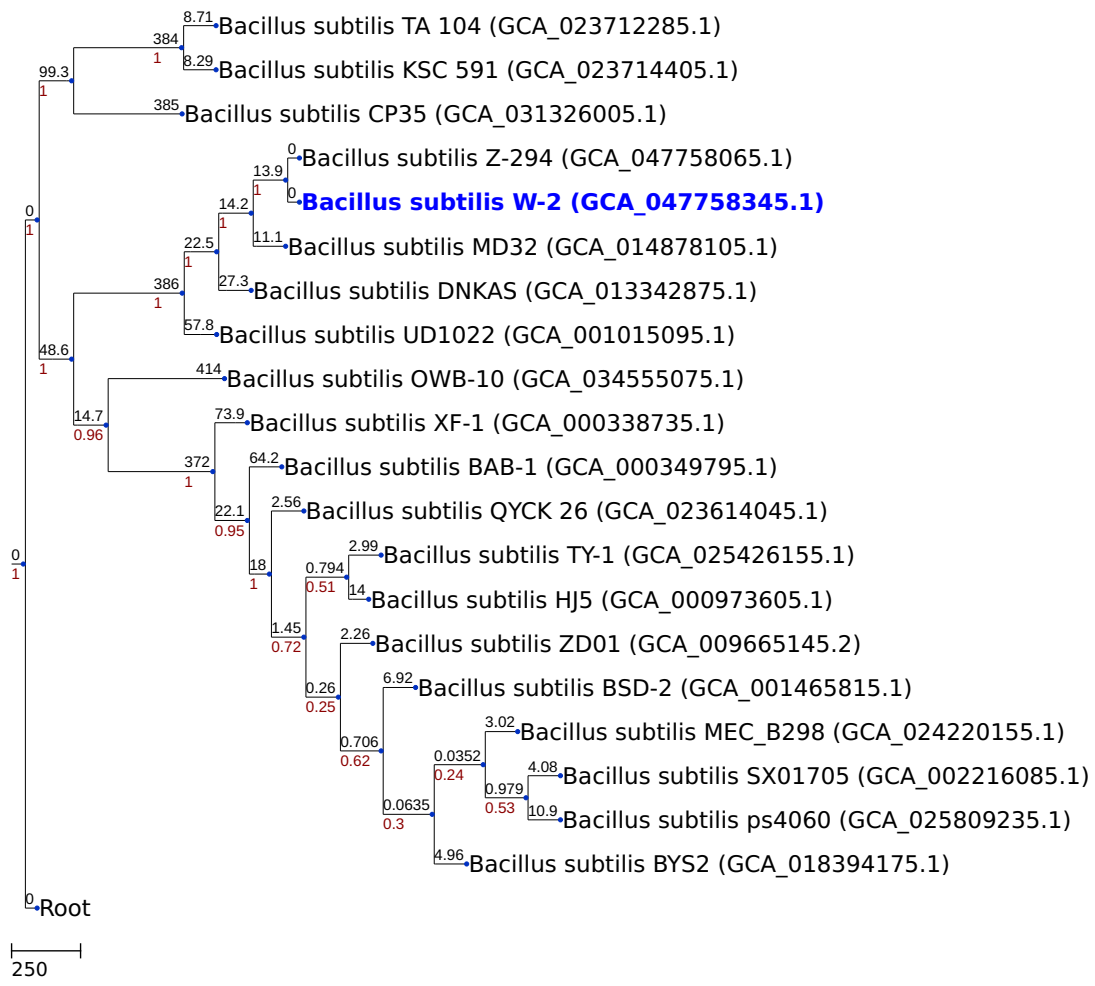 8.71 Bacillus subtilis TA 104 (GCA_023712285.1)
384
1
8.29 Bacillus subtilis KSC 591 (GCA_023714405.1)
99.3
1
385 Bacillus subtilis CP35 (GCA_031326005.1)
0 Bacillus subtilis Z-294 (GCA_047758065.1)
13.9
1
0 Bacillus subtilis W-2 (GCA_047758345.1)
14.2
1
0
1
11.1 Bacillus subtilis MD32 (GCA_014878105.1)
22.5
1
27.3 Bacillus subtilis DNKAS (GCA_013342875.1)
386
1
57.8 Bacillus subtilis UD1022 (GCA_001015095.1)
48.6
1
414 Bacillus subtilis OWB-10 (GCA_034555075.1)
14.7
0.96
73.9 Bacillus subtilis XF-1 (GCA_000338735.1)
372
1
64.2 Bacillus subtilis BAB-1 (GCA_000349795.1)
22.1
0.95
2.56 Bacillus subtilis QYCK 26 (GCA_023614045.1)
0
1
18
1
2.99 Bacillus subtilis TY-1 (GCA_025426155.1)
0.794
0.51
14 Bacillus subtilis HJ5 (GCA_000973605.1)
1.45
0.72
2.26 Bacillus subtilis ZD01 (GCA_009665145.2)
0.26
0.25
6.92 Bacillus subtilis BSD-2 (GCA_001465815.1)
0.706
0.62
3.02 Bacillus subtilis MEC_B298 (GCA_024220155.1)
0.0352
0.24
4.08 Bacillus subtilis SX01705 (GCA_002216085.1)
0.979
0.53
0.0635
0.3
10.9 Bacillus subtilis ps4060 (GCA_025809235.1)
4.96 Bacillus subtilis BYS2 (GCA_018394175.1)
0 Root
250